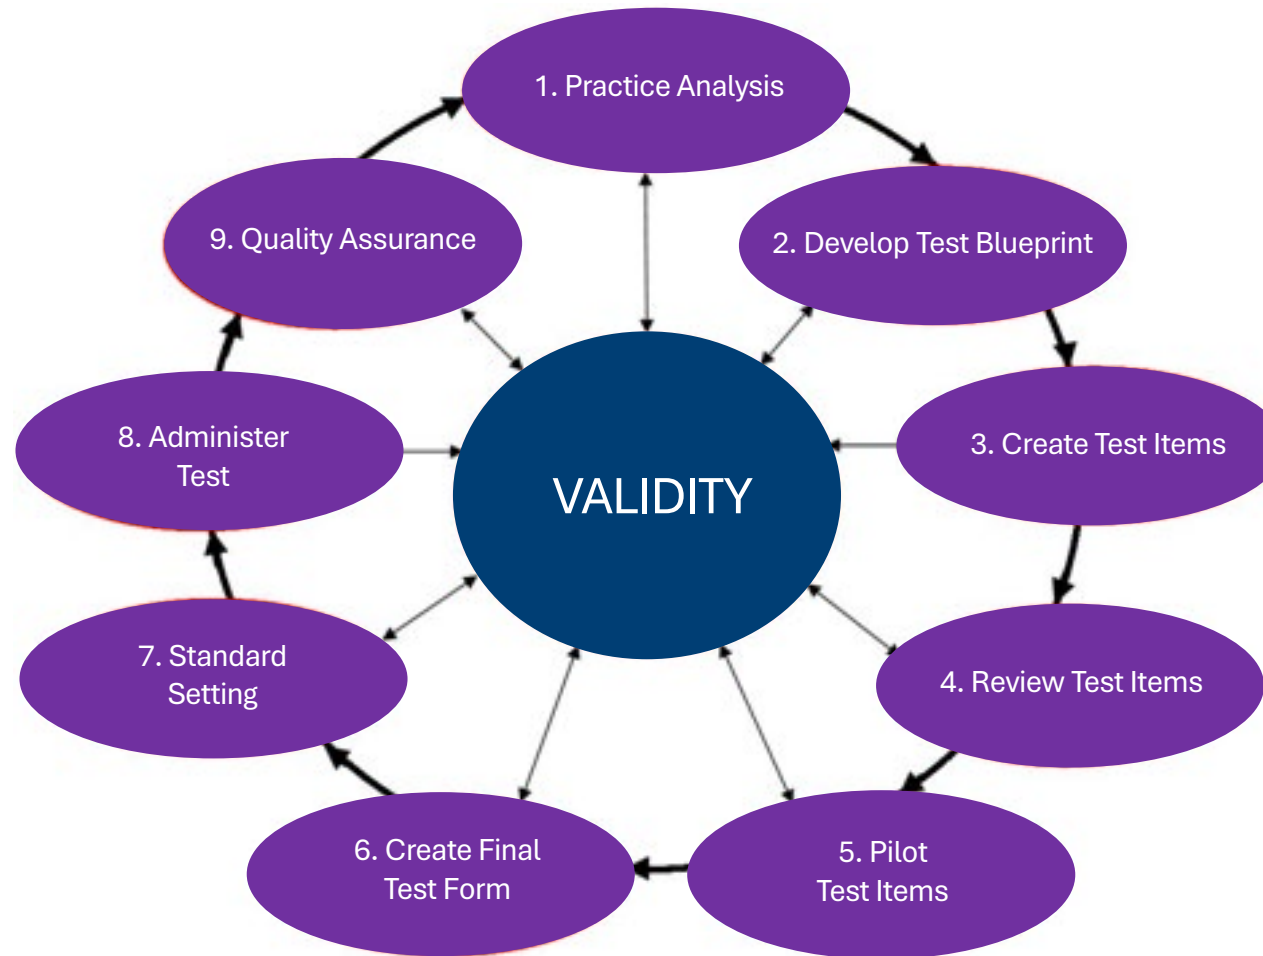 1. Practice Analysis
2. Develop Test Blueprint
3. Create Test Items
4. Review Test Items
5. Pilot
Test Items
6. Create Final
Test Form
7. Standard
Setting
8. Administer
Test
9. Quality Assurance
VALIDITY